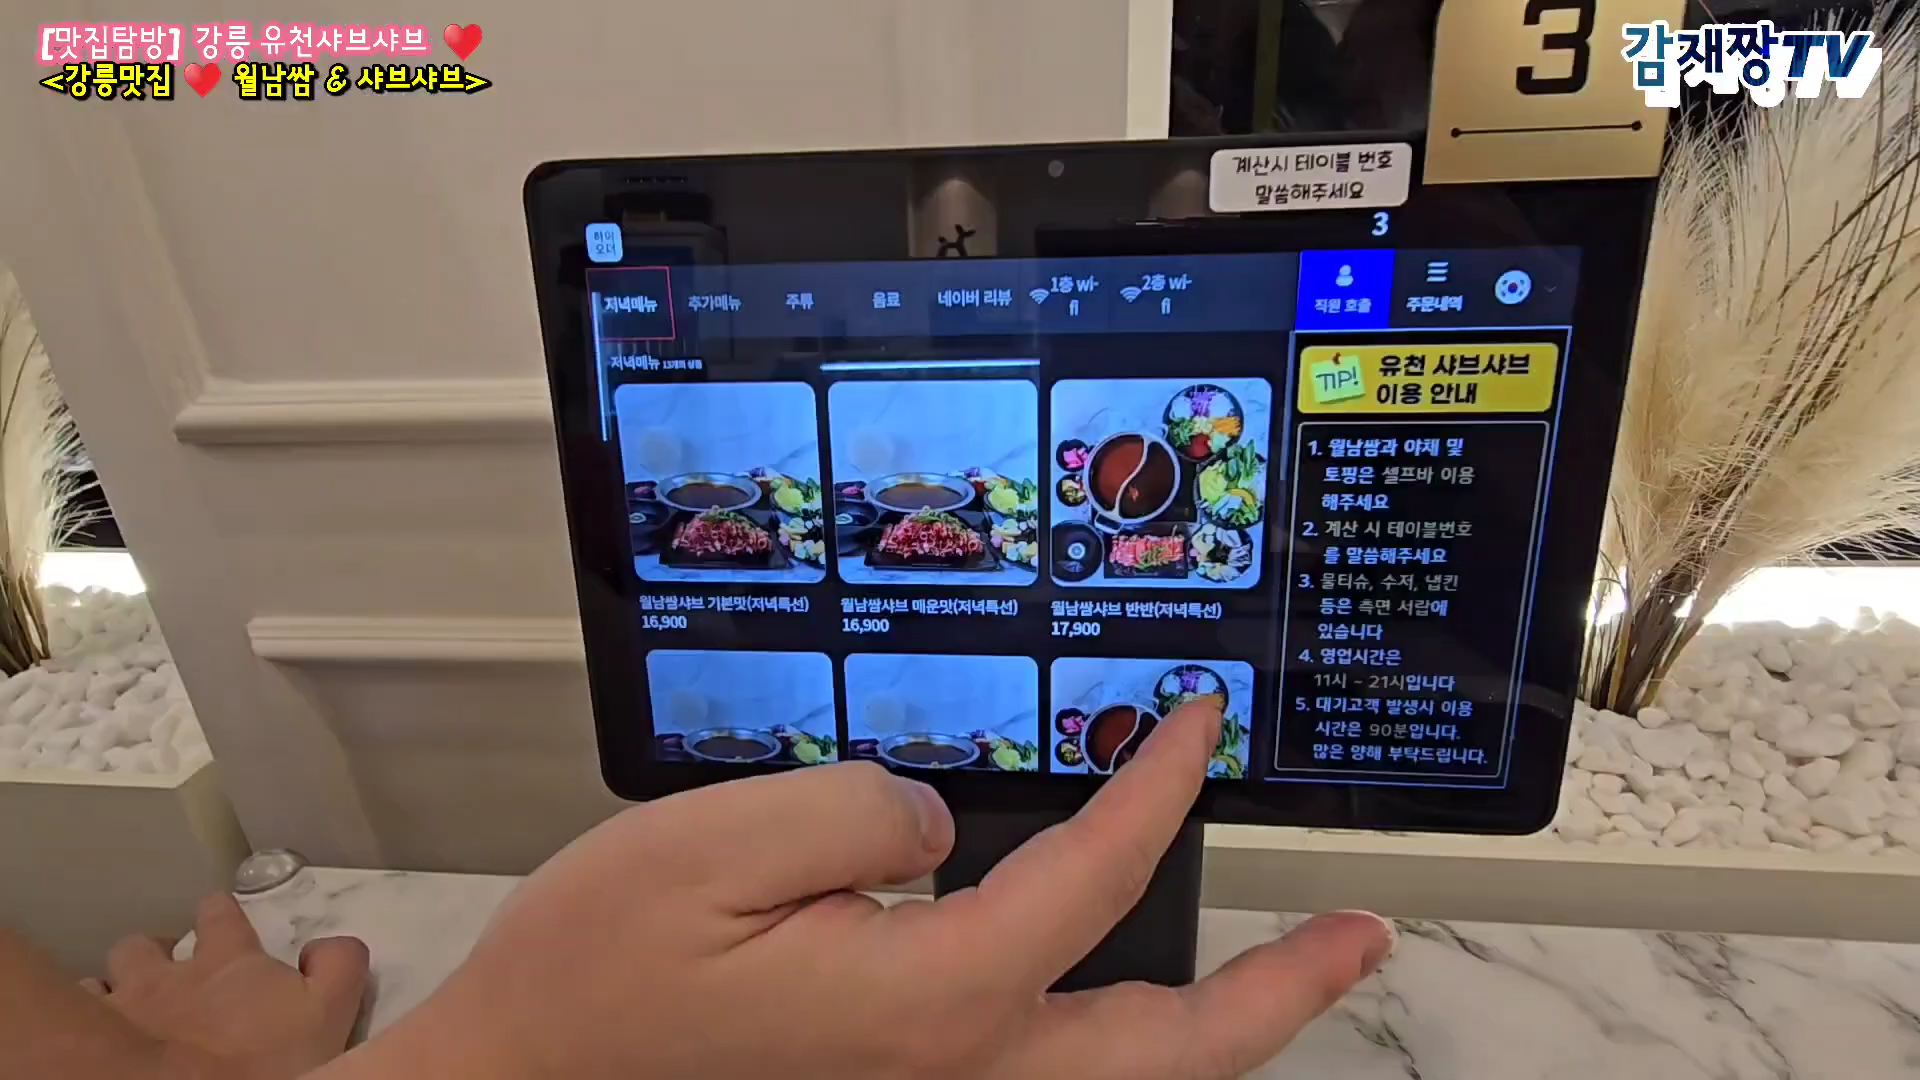 [맛집탐방] 강릉 유천샤브샤브 ❤️
<강릉맛집 ❤️ 월남쌈 & 샤브샤브>
감재짱TV
3
계산시 테이블 번호
말씀해주세요
3
하이
오더
저녁메뉴
추가메뉴
주류
음료
네이버 리뷰
1층 wi-
fi
2층 wi-
fi
직원 호출
주문내역
저녁메뉴 13개의 상품
월남쌈샤브 기본맛(저녁특선)
16,900
월남쌈샤브 매운맛(저녁특선)
16,900
월남쌈샤브 반반(저녁특선)
17,900
TIP!
유천 샤브샤브
이용 안내
1. 월남쌈과 야채 및
토핑은 셀프바 이용
해주세요
2. 계산 시 테이블번호
를 말씀해주세요
3. 물티슈, 수저, 냅킨
등은 측면 서랍에
있습니다
4. 영업시간은
11시 ~ 21시입니다
5. 대기고객 발생시 이용
시간은 90분입니다.
많은 양해 부탁드립니다.